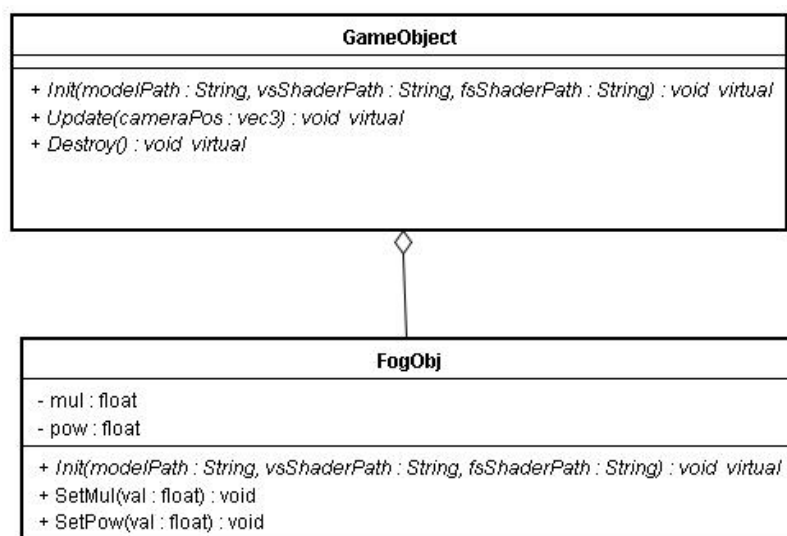 GameObject
+ Init(modelPath : String, vsShaderPath : String, fsShaderPath : String) : void virtual
+ Update(cameraPos : vec3) : void virtual
+ Destroy() : void virtual
FogObj
- mul : float
- pow : float
+ Init(modelPath : String, vsShaderPath : String, fsShaderPath : String) : void virtual
+ SetMul(val : float) : void
+ SetPow(val : float) : void